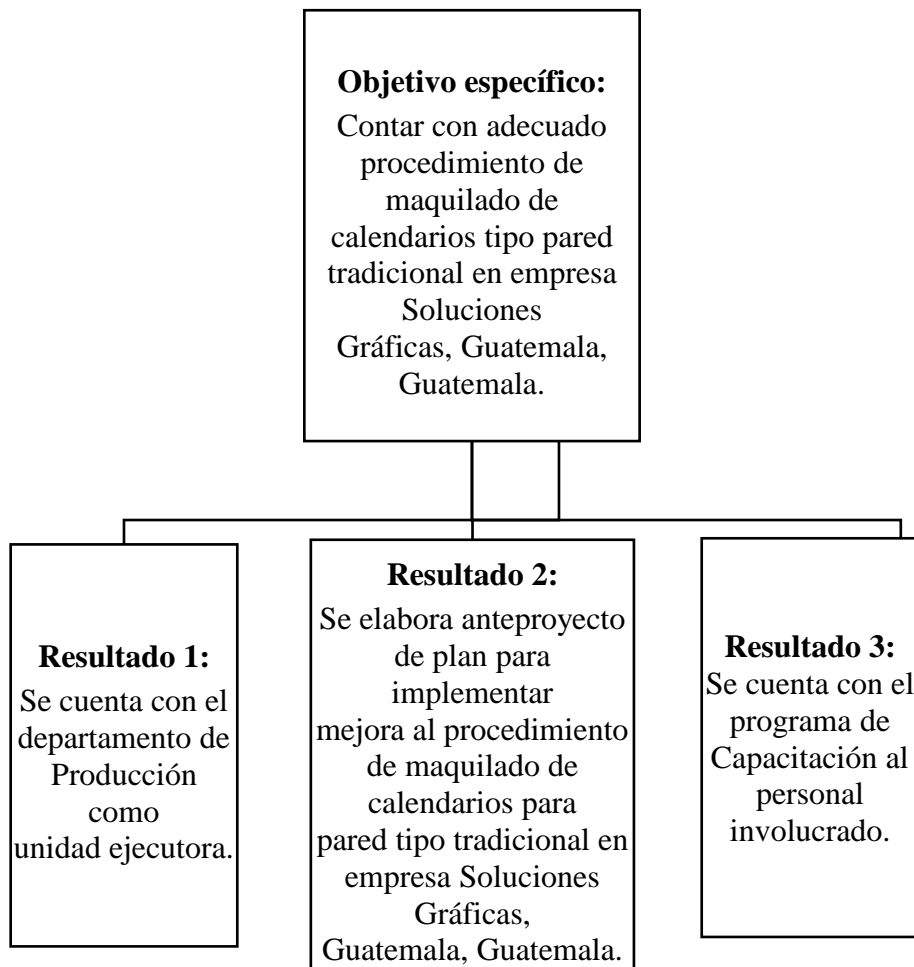 Objetivo específico:
Contar con adecuado
procedimiento de
maquilado de
calendarios tipo pared
tradicional en empresa
Soluciones
Gráficas, Guatemala,
Guatemala.
Resultado 1:
Se cuenta con el
departamento de
Producción
como
unidad ejecutora.
Resultado 2:
Se elabora anteproyecto
de plan para
implementar
mejora al procedimiento
de maquilado de
calendarios para
pared tipo tradicional en
empresa Soluciones
Gráficas,
Guatemala, Guatemala.
Resultado 3:
Se cuenta con el
programa de
Capacitación al
personal
involucrado.